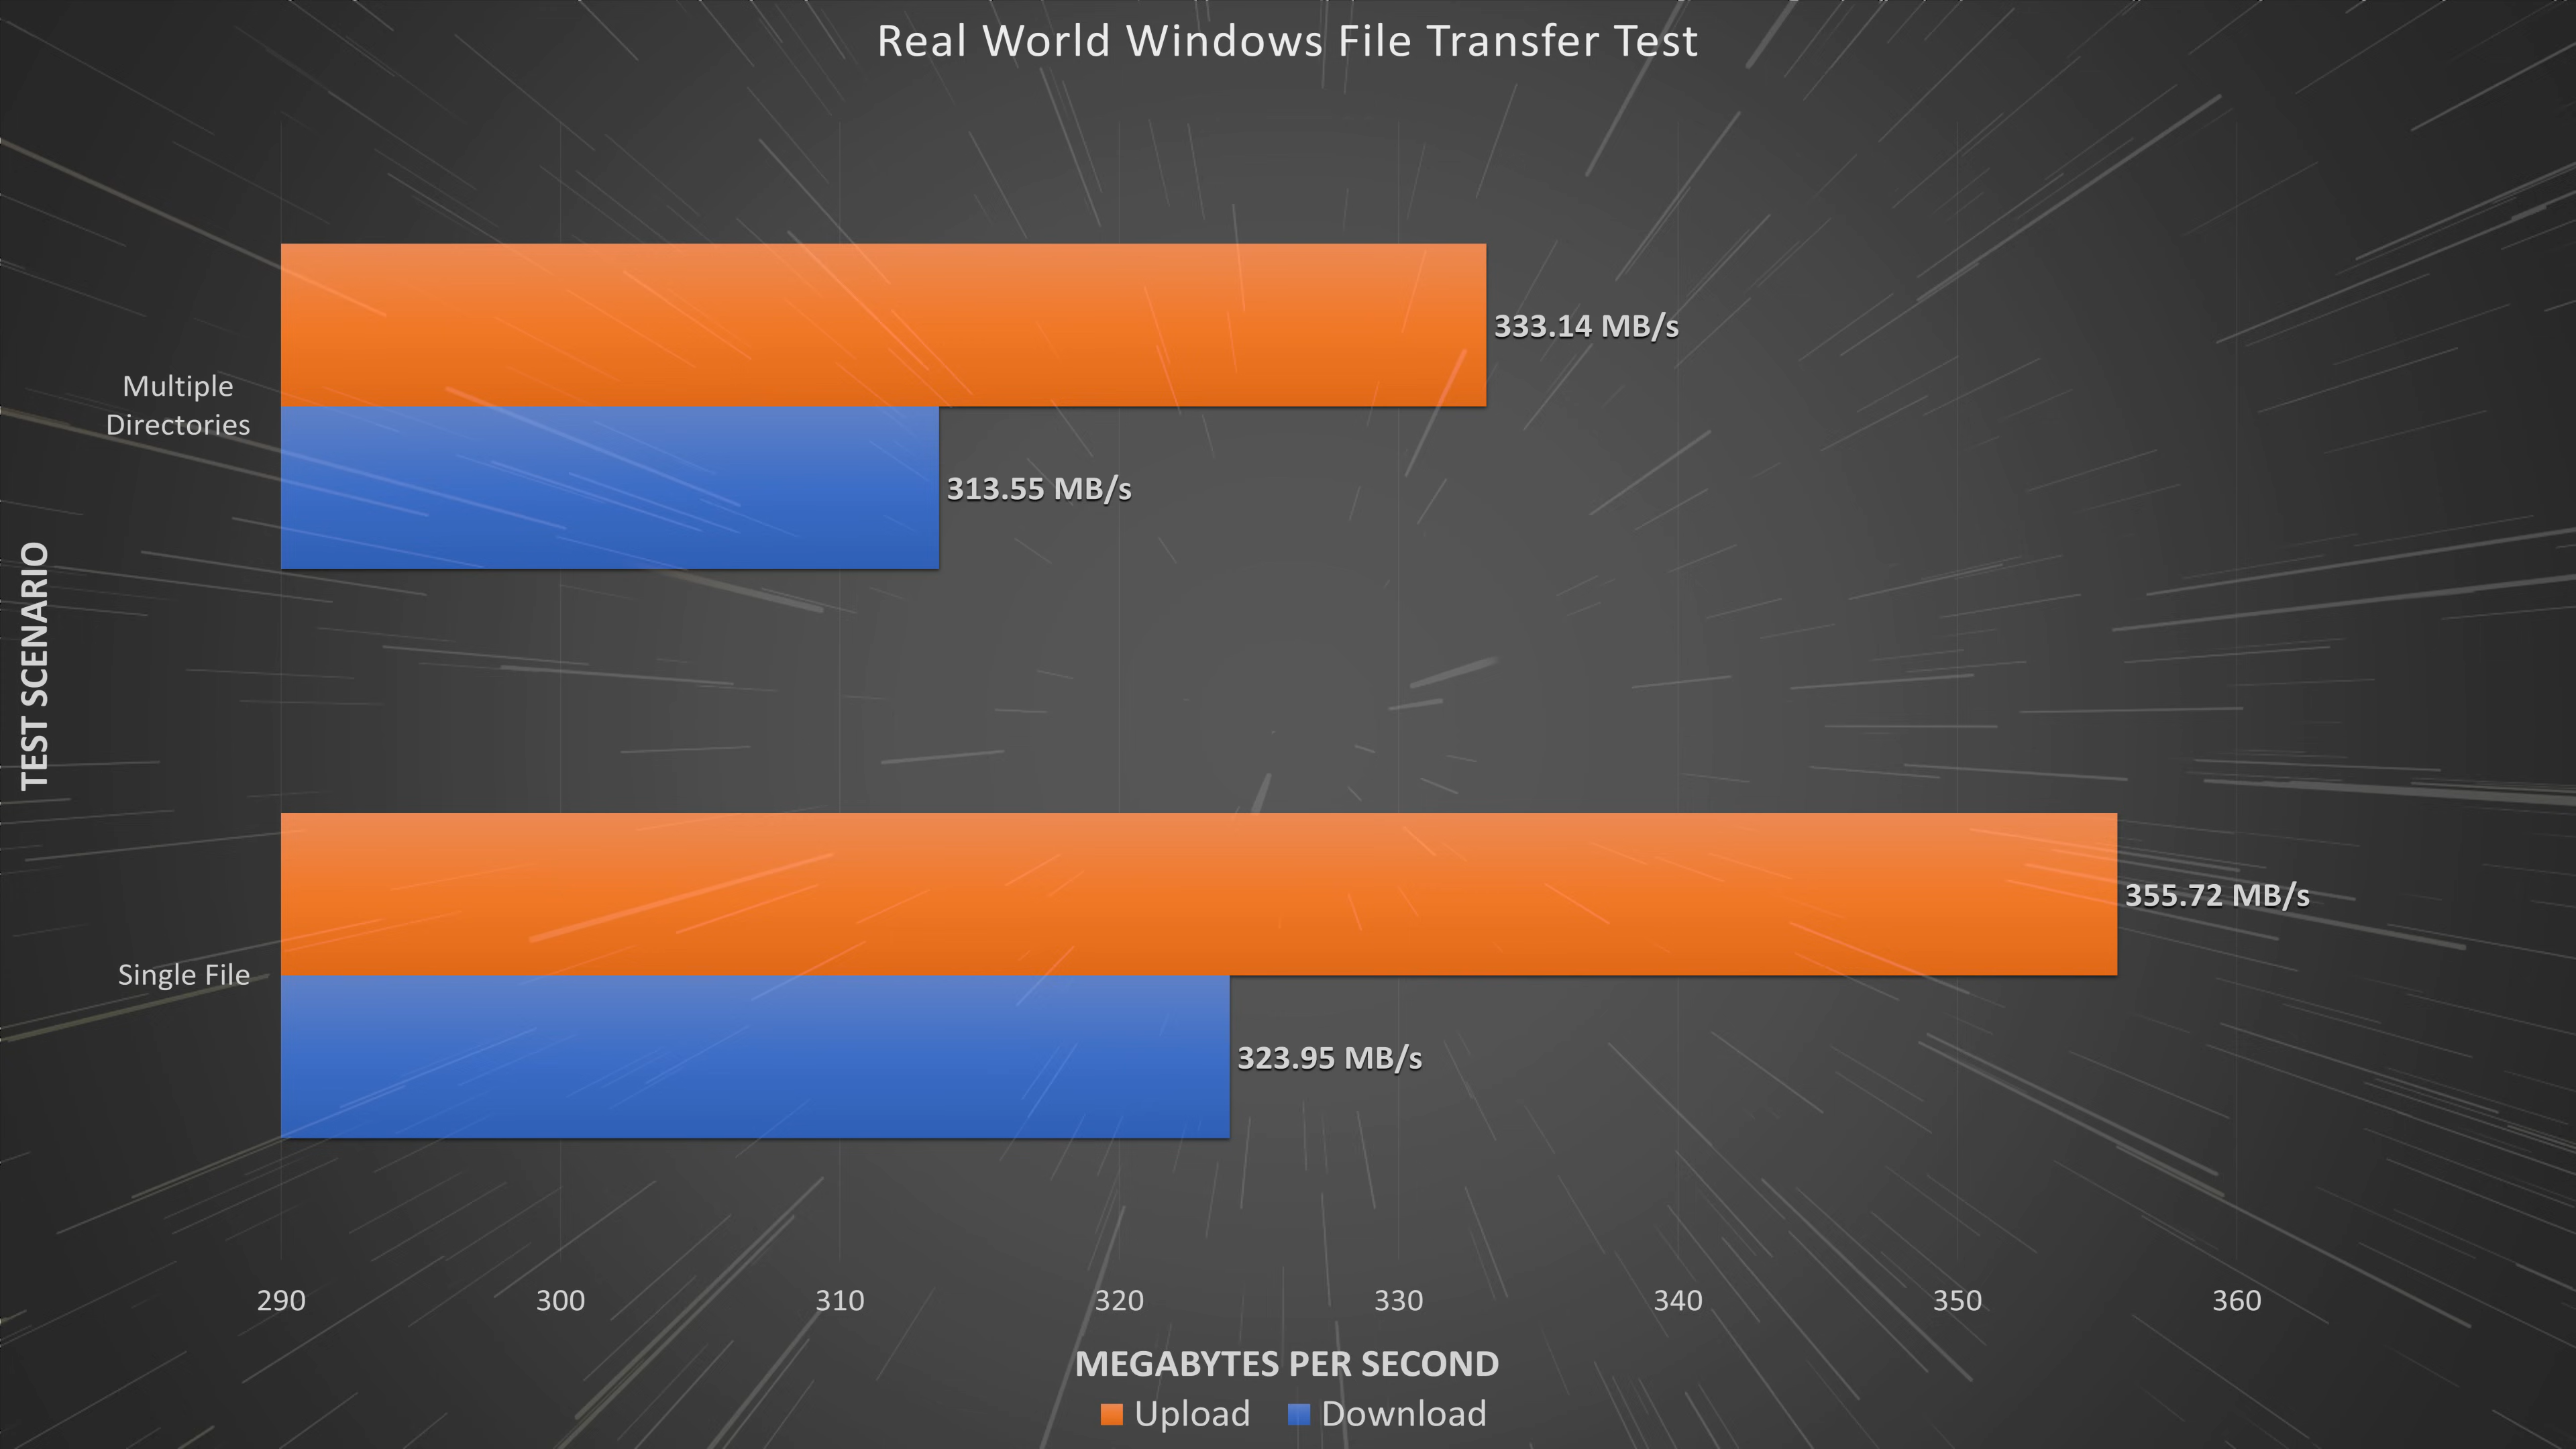 Real World Windows File Transfer Test
333.14 MB/s
Multiple
Directories
313.55 MB/s
TEST SCENARIO
355.72 MB/s
Single File
323.95 MB/s
290 300 310 320 330 340 350 360
MEGABYTES PER SECOND
Upload Download